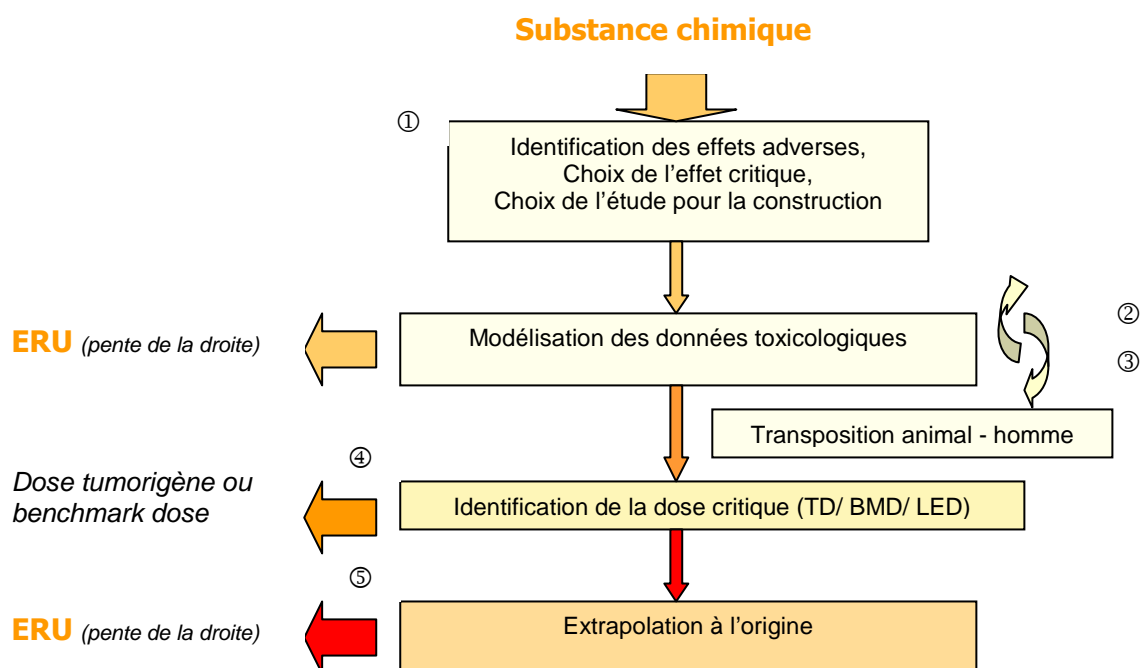 Substance chimique
①
Identification des effets adverses,
Choix de l’effet critique,
Choix de l’étude pour la construction
ERU (pente de la droite)
Modélisation des données toxicologiques
②
③
Transposition animal - homme
④
Dose tumorigène ou
benchmark dose
Identification de la dose critique (TD/ BMD/ LED)
⑤
ERU (pente de la droite)
Extrapolation à l’origine